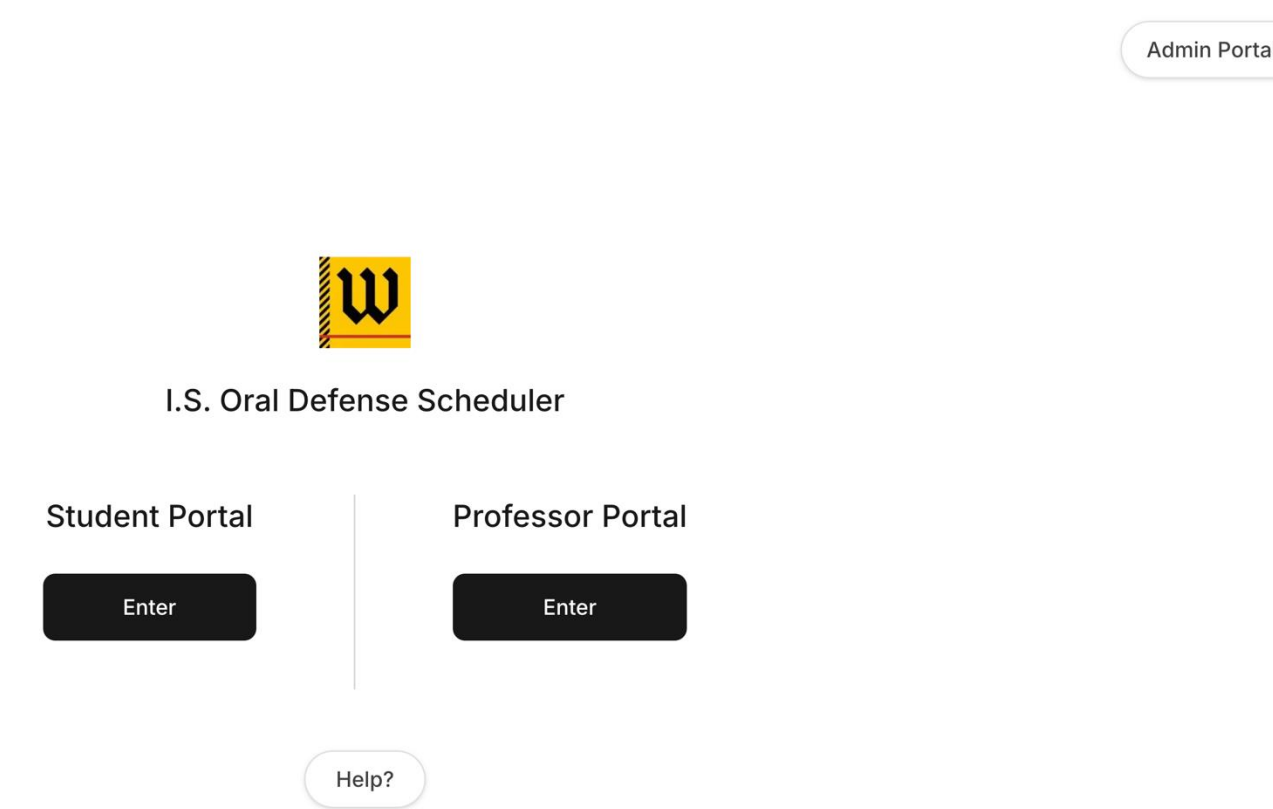 Admin Porta
W
I.S. Oral Defense Scheduler
Student Portal
Professor Portal
Enter
Enter
Help?